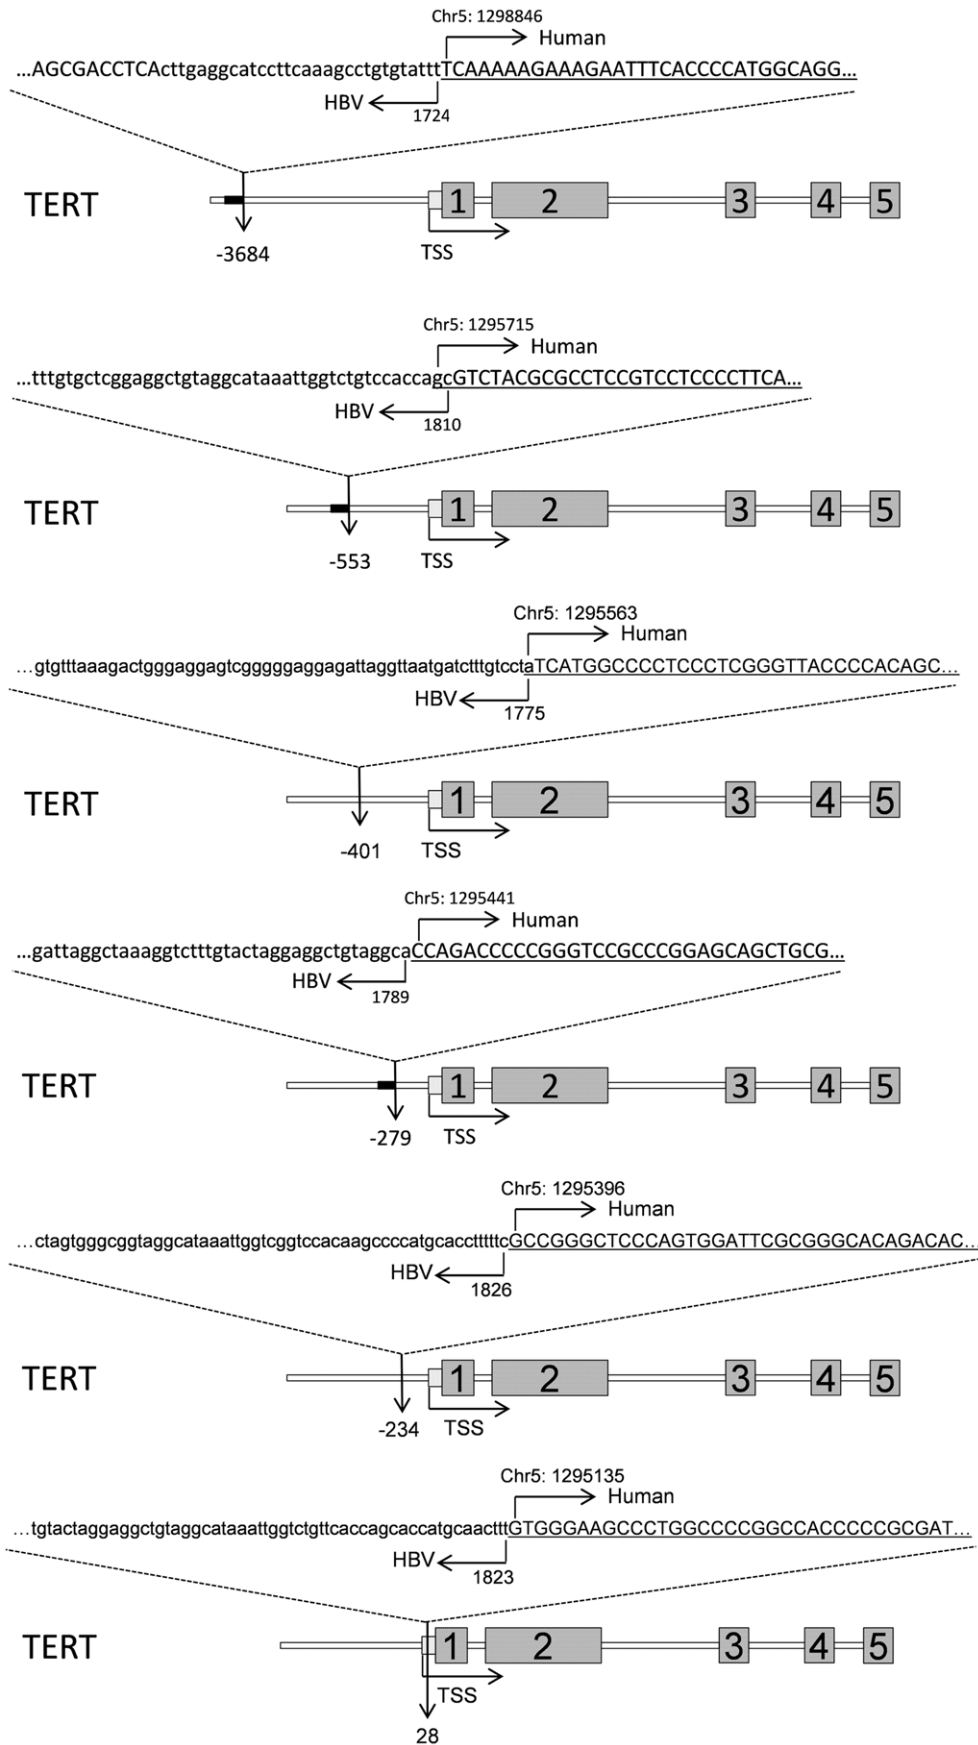 Chr5: 1298846
Human
...AGCGACCTCActtgaggcatccttcaaagcctgtgtatttTCAAAAAGAAAGAATTTCACCCCATGGCAGG...
HBV
1724
TERT
1 2 3 4 5
-3684
TSS
Chr5: 1295715
Human
...tttgtgctcggaggctgtaggcataaattggtctgtccaccagcGTCTACGCGCCTCCGTCCTCCCCTTCA...
HBV
1810
TERT
1 2 3 4 5
-553
TSS
Chr5: 1295563
Human
...gtgtttaaagactgggaggagtcgggggaggagattaggttaatgatctttgtcctaTCATGGCCCCTCCCTCGGGTTACCCCACAGC...
HBV
1775
TERT
1 2 3 4 5
-401
TSS
Chr5: 1295441
Human
...gattaggctaaaggtctttgtactaggaggctgtaggcaCCAGACCCCCGGGTCCGCCCGGAGCAGCTGCG...
HBV
1789
TERT
1 2 3 4 5
-279
TSS
Chr5: 1295396
Human
...ctagtgggcggtaggcataaattggtcggtccacaagccccatgcaccttttcGCCGGGCTCCCAGTGGATTCGCGGGCACAGACAC...
HBV
1826
TERT
1 2 3 4 5
-234
TSS
Chr5: 1295135
Human
...tgtactaggaggctgtaggcataaattggtctgttcaccagcaccatgcaactttGTGGGAAGCCCTGGCCCCGGCCACCCCCGCGAT...
HBV
1823
TERT
1 2 3 4 5
TSS
28